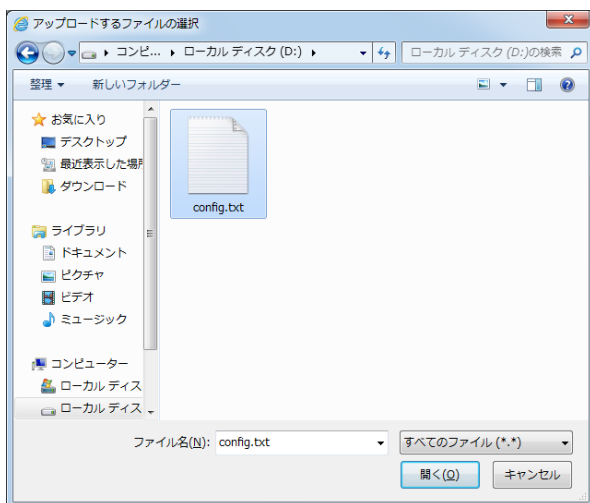 アップロードするファイルの選択
コンピ... ▸ ローカル ディスク (D:) ▸
ローカル ディスク (D:)の検索
整理 ▼ 新しいフォルダー
お気に入り
デスクトップ
最近表示した場所
ダウンロード
ライブラリ
ドキュメント
ピクチャ
ビデオ
ミュージック
コンピューター
ローカル ディス
ローカル ディス
config.txt
ファイル名(N): config.txt
すべてのファイル (*.*)
開く(O) キャンセル